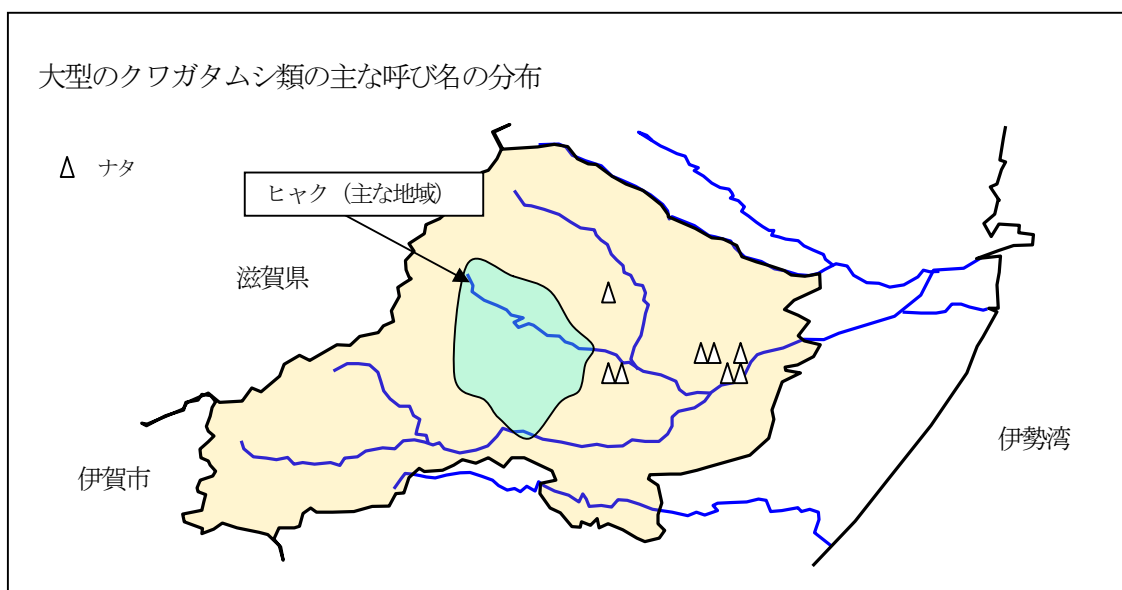 大型のクワガタムシ類の主な呼び名の分布
ナタ
ヒャク（主な地域）
滋賀県
伊勢湾
伊賀市